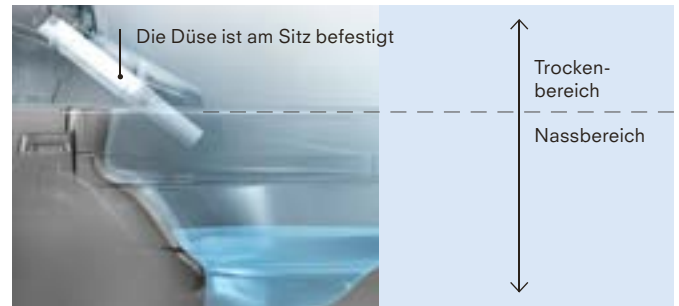 Die Düse ist am Sitz befestigt
Trocken-
bereich
Nassbereich